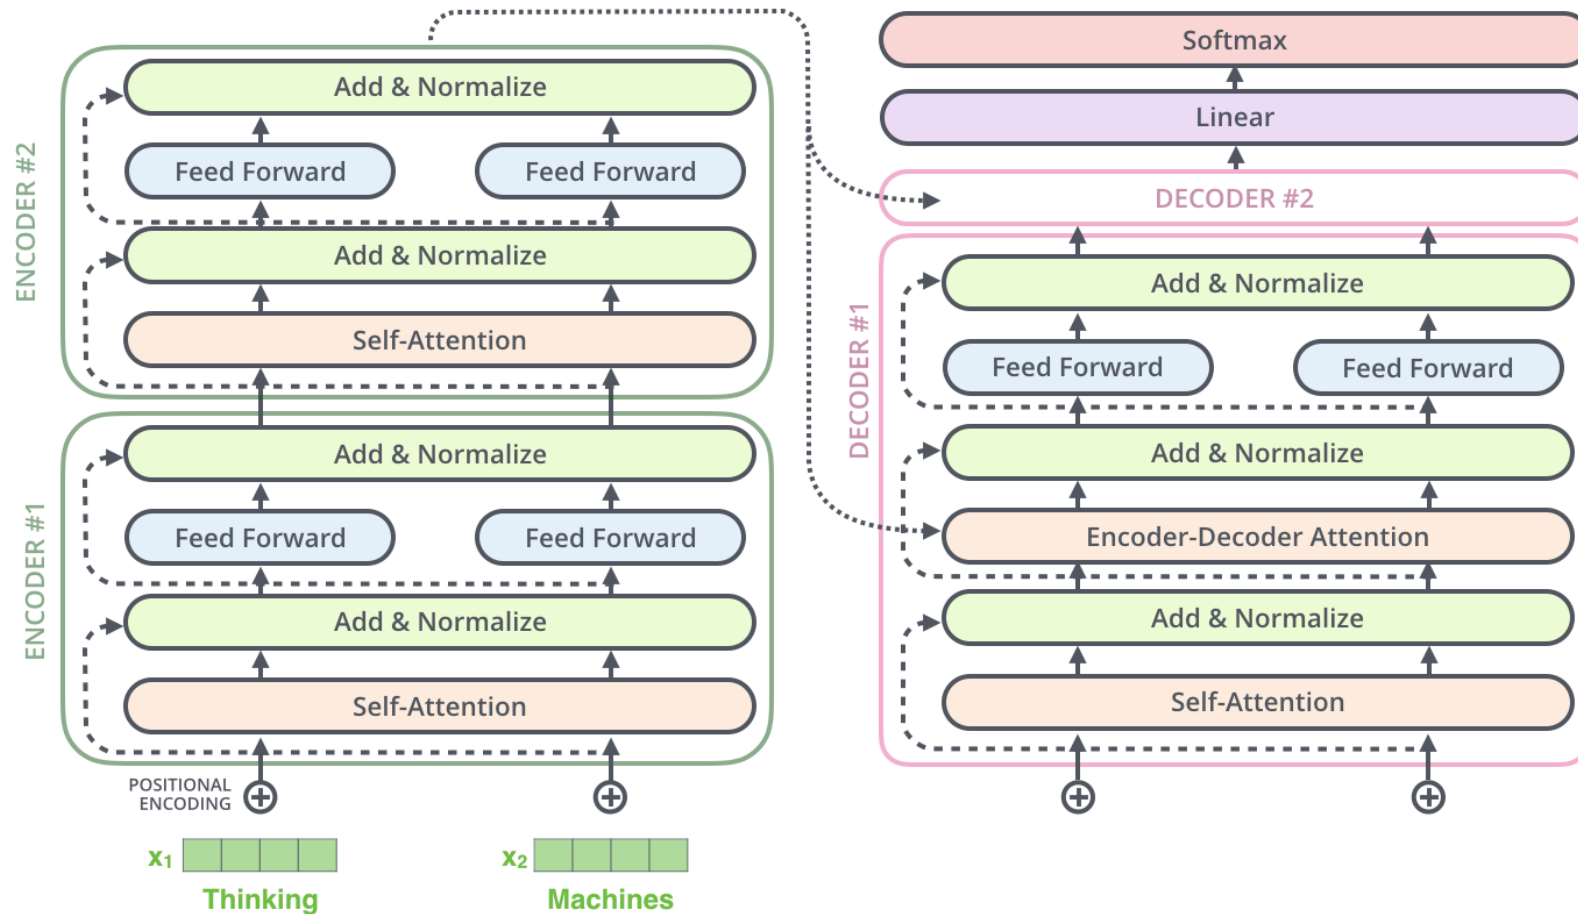 ENCODER #2
Add & Normalize
Feed Forward
Feed Forward
Add & Normalize
Self-Attention
ENCODER #1
Add & Normalize
Feed Forward
Feed Forward
Add & Normalize
Self-Attention
POSITIONAL
ENCODING
x₁
x₂
Thinking
Machines
Softmax
Linear
DECODER #2
DECODER #1
Add & Normalize
Feed Forward
Feed Forward
Add & Normalize
Encoder-Decoder Attention
Add & Normalize
Self-Attention